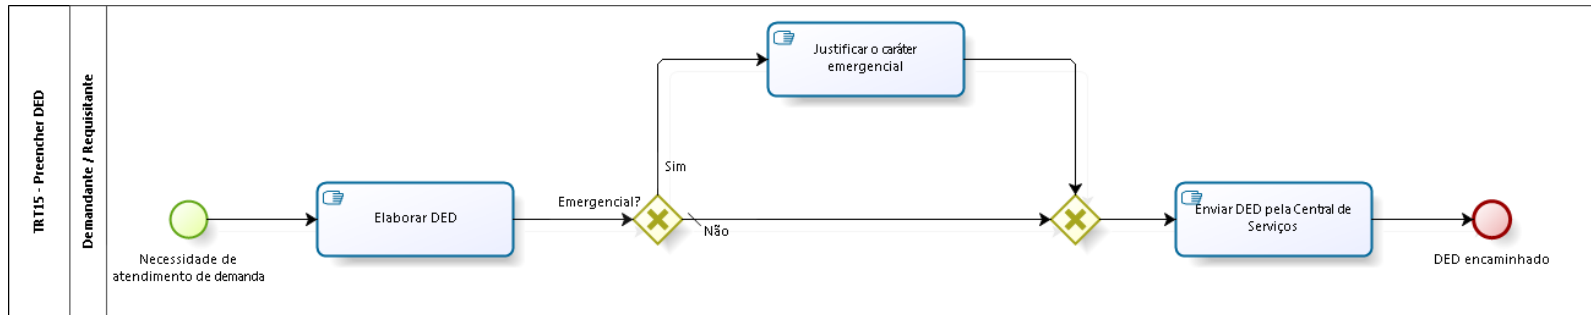 TRT15 - Preencher DED
Demandante / Requisitante
Necessidade de
atendimento de demanda
Elaborar DED
Emergencial?
Sim
Não
Justificar o caráter
emergencial
Enviar DED pela Central de
Serviços
DED encaminhado